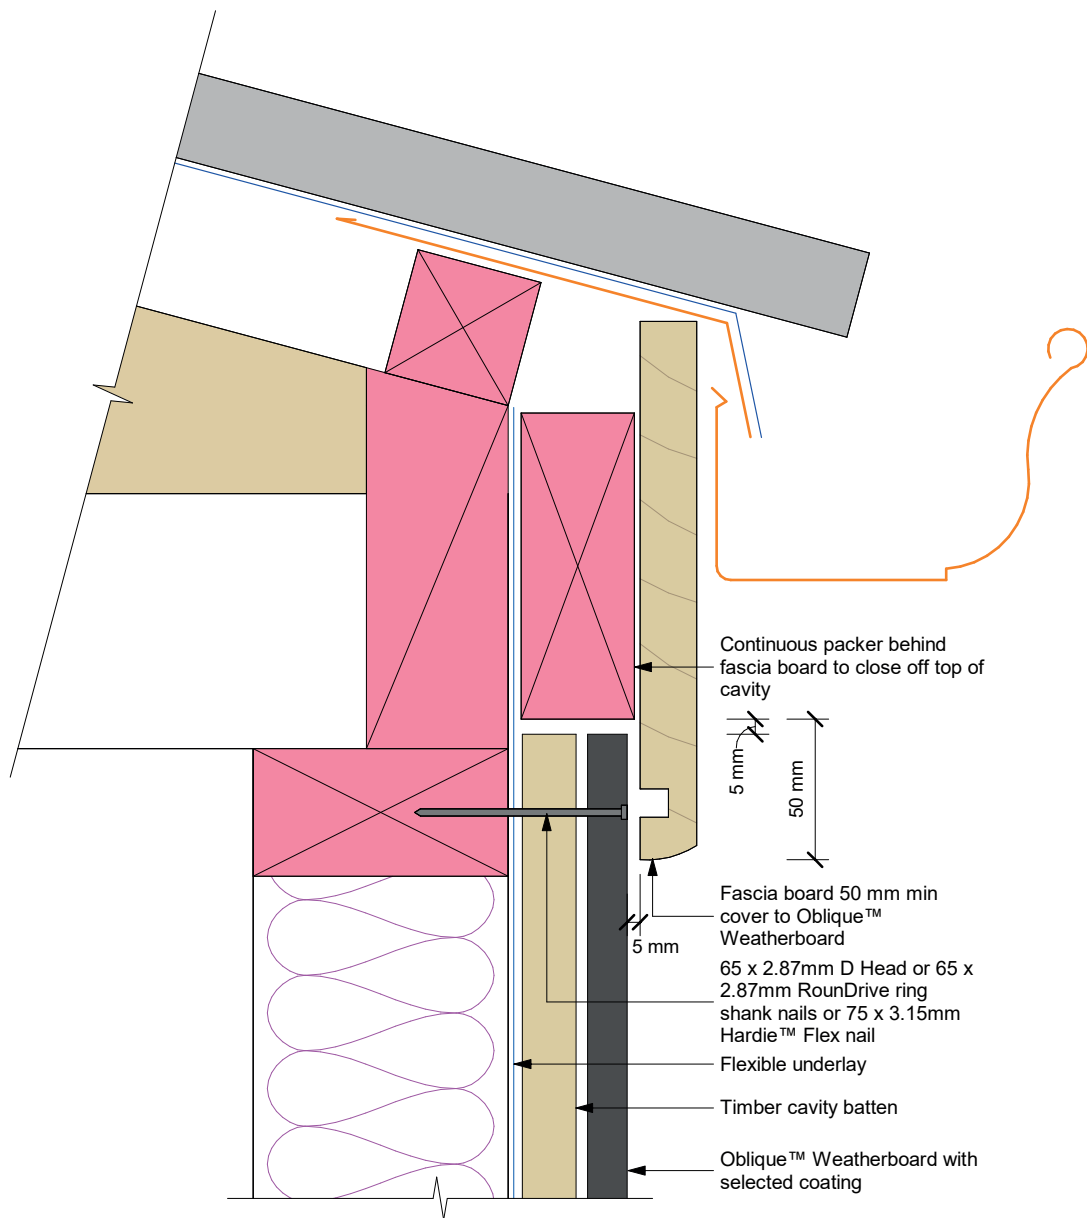 Continuous packer behind
fascia board to close off top of
cavity
5 mm
50 mm
Fascia board 50 mm min
cover to Oblique™
Weatherboard
5 mm
65 x 2.87mm D Head or 65 x
2.87mm RounDrive ring
shank nails or 75 x 3.15mm
Hardie™ Flex nail
Flexible underlay
Timber cavity batten
Oblique™ Weatherboard with
selected coating